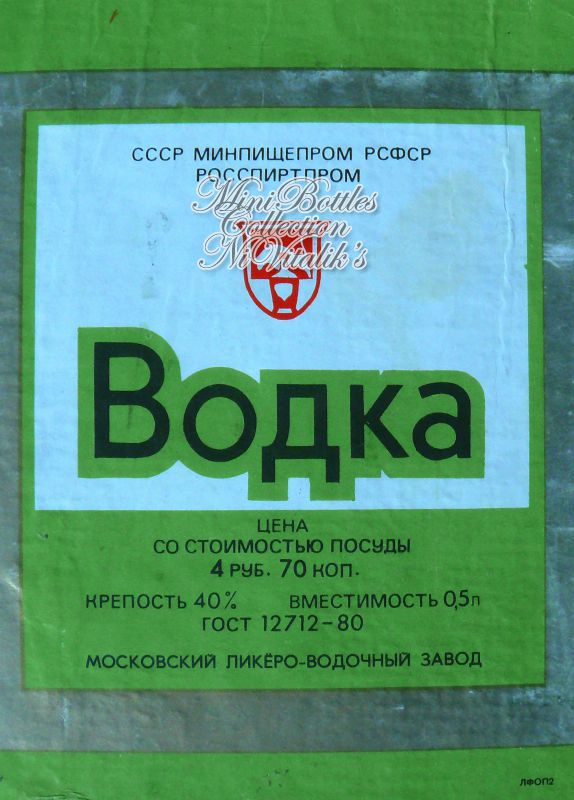 СССР МИНПИЩЕПРОМ РСФСР
РОССПИРТПРОМ
Mini Bottles
Collection
NiVitalik's
Водка
ЦЕНА
СО СТОИМОСТЬЮ ПОСУДЫ
4 РУБ. 70 КОП.
КРЕПОСТЬ 40% ВМЕСТИМОСТЬ 0,5л
ГОСТ 12712-80
МОСКОВСКИЙ ЛИКЁРО-ВОДОЧНЫЙ ЗАВОД
ЛФОП2